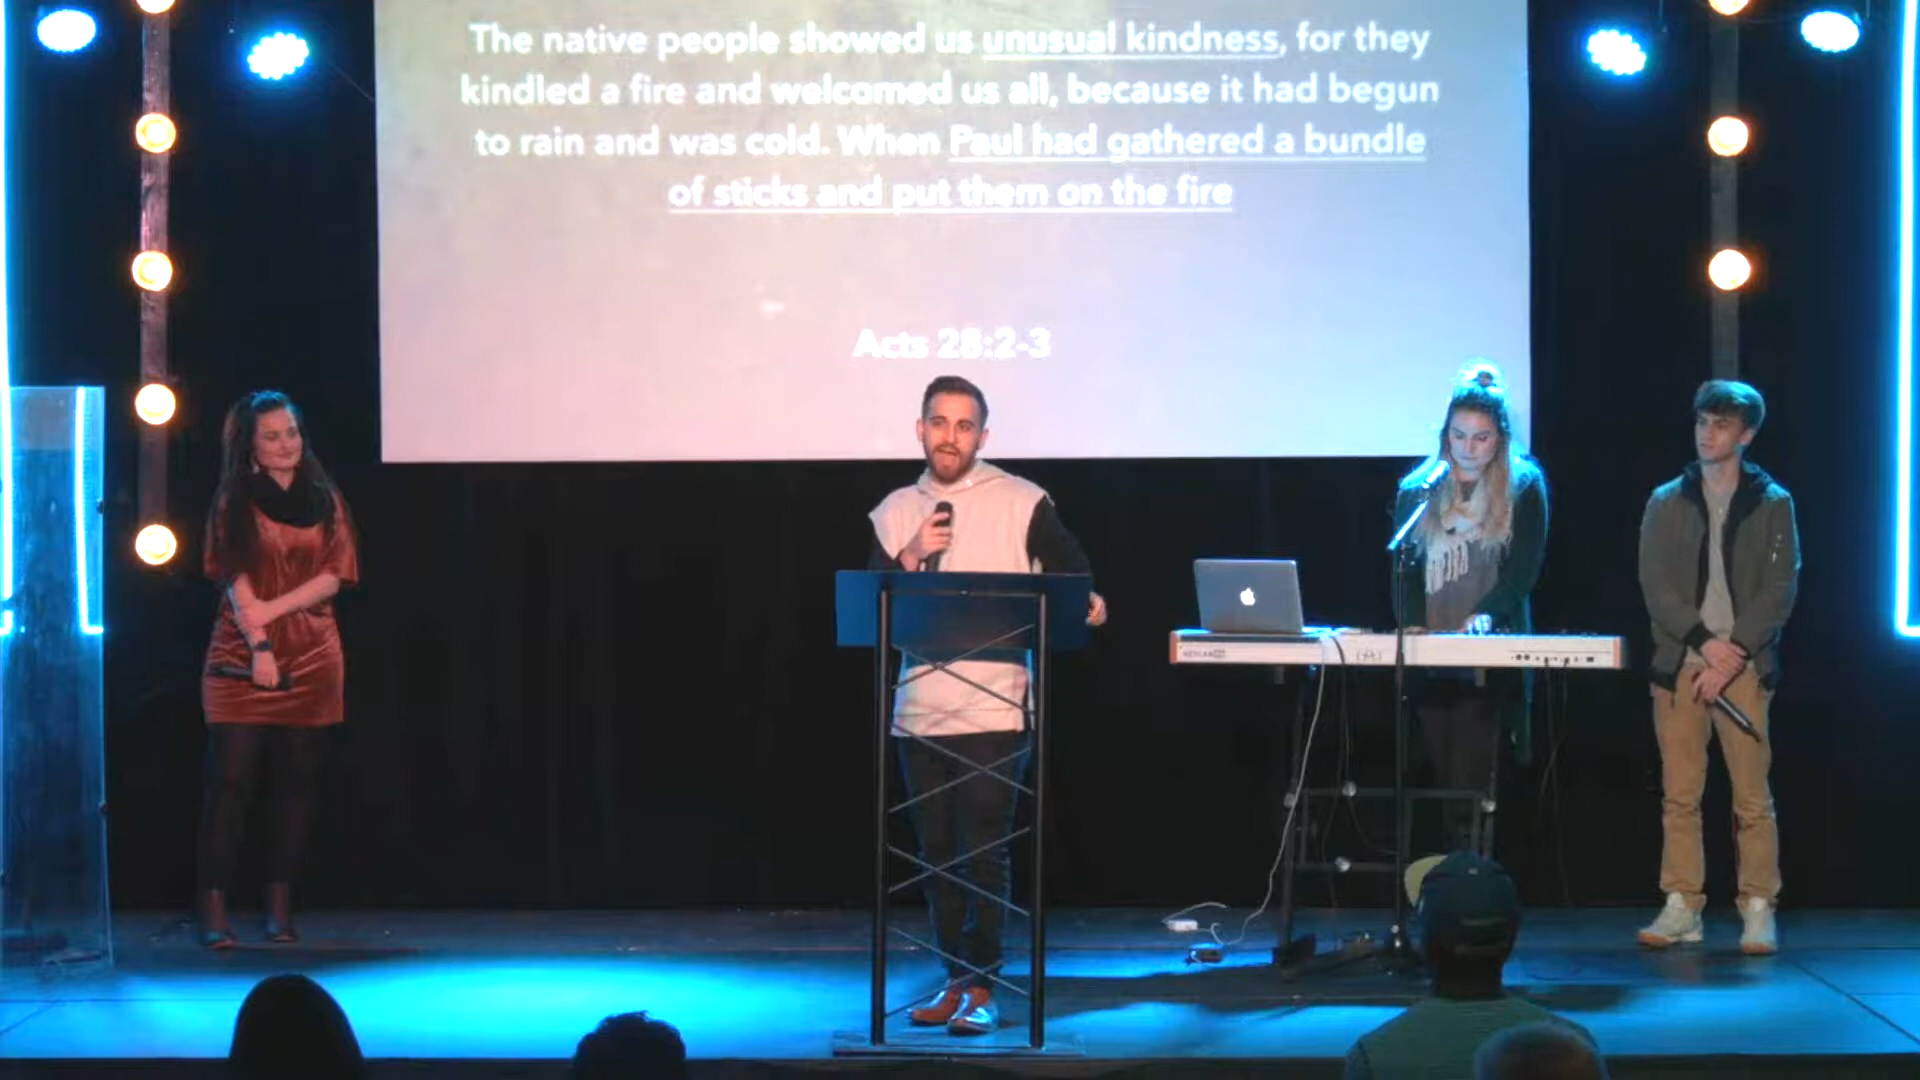 The native people showed us unusual kindness, for they
kindled a fire and welcomed us all, because it had begun
to rain and was cold. When Paul had gathered a bundle
of sticks and put them on the fire
Acts 28:2-3
KEYLAB